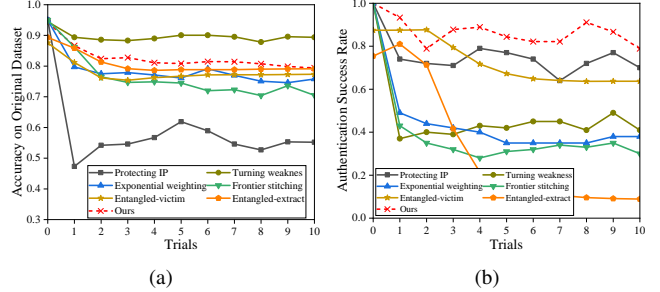 Accuracy on Original Dataset
1.0
0.9
0.8
0.7
0.6
0.5
0.4
0.3
0 1 2 3 4 5 6 7 8 9 10
Trials
Protecting IP
Turning weaknes
Exponential weighting
Frontier stitching
Entangled-victim
Entangled-extract
Ours
(a)
Authentication Success Rate
1.0
0.8
0.6
0.4
0.2
0.0
0 1 2 3 4 5 6 7 8 9 10
Trials
Protecting IP
Turning weakness
Exponential weighting
Frontier stitching
Entangled-victim
Entangled-extract
Ours
(b)